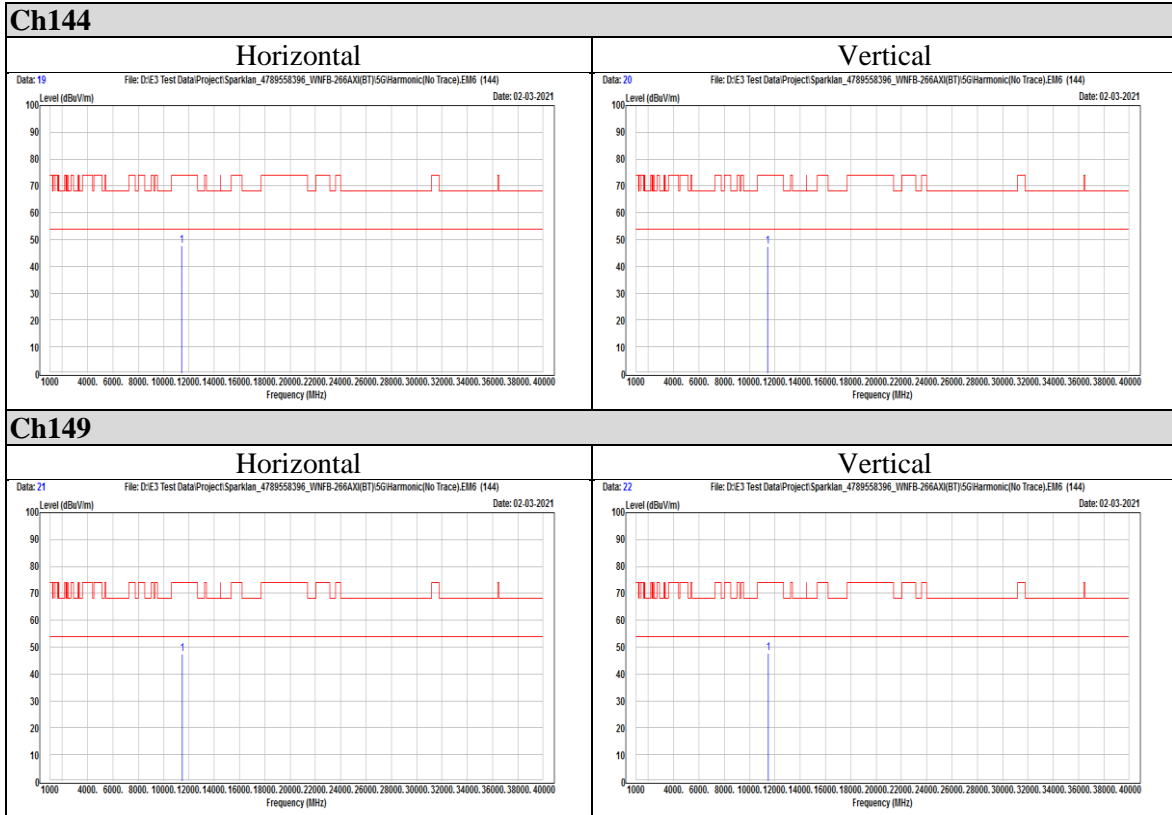 Ch144
Horizontal Vertical
Data: 19 File: D:\E3 Test Data\Project\Sparklan_4789558396_WNFB-266AXI(BT)\5G\Harmonic(No Trace).EM6 (144)
Data: 20 File: D:\E3 Test Data\Project\Sparklan_4789558396_WNFB-266AXI(BT)\5G\Harmonic(No Trace).EM6 (144)
100 Level (dBuV/m) Date: 02-03-2021
100 Level (dBuV/m) Date: 02-03-2021
90 90
80 80
70 70
60 60
50 1 50 1
40 40
30 30
20 20
10 10
0 1000 4000. 6000. 8000. 10000. 12000. 14000. 16000. 18000. 20000. 22000. 24000. 26000. 28000. 30000. 32000. 34000. 36000. 38000. 40000
0 1000 4000. 6000. 8000. 10000. 12000. 14000. 16000. 18000. 20000. 22000. 24000. 26000. 28000. 30000. 32000. 34000. 36000. 38000. 40000
Frequency (MHz) Frequency (MHz)
Ch149
Horizontal Vertical
Data: 21 File: D:\E3 Test Data\Project\Sparklan_4789558396_WNFB-266AXI(BT)\5G\Harmonic(No Trace).EM6 (144)
Data: 22 File: D:\E3 Test Data\Project\Sparklan_4789558396_WNFB-266AXI(BT)\5G\Harmonic(No Trace).EM6 (144)
100 Level (dBuV/m) Date: 02-03-2021
100 Level (dBuV/m) Date: 02-03-2021
90 90
80 80
70 70
60 60
50 1 50 1
40 40
30 30
20 20
10 10
0 1000 4000. 6000. 8000. 10000. 12000. 14000. 16000. 18000. 20000. 22000. 24000. 26000. 28000. 30000. 32000. 34000. 36000. 38000. 40000
0 1000 4000. 6000. 8000. 10000. 12000. 14000. 16000. 18000. 20000. 22000. 24000. 26000. 28000. 30000. 32000. 34000. 36000. 38000. 40000
Frequency (MHz) Frequency (MHz)